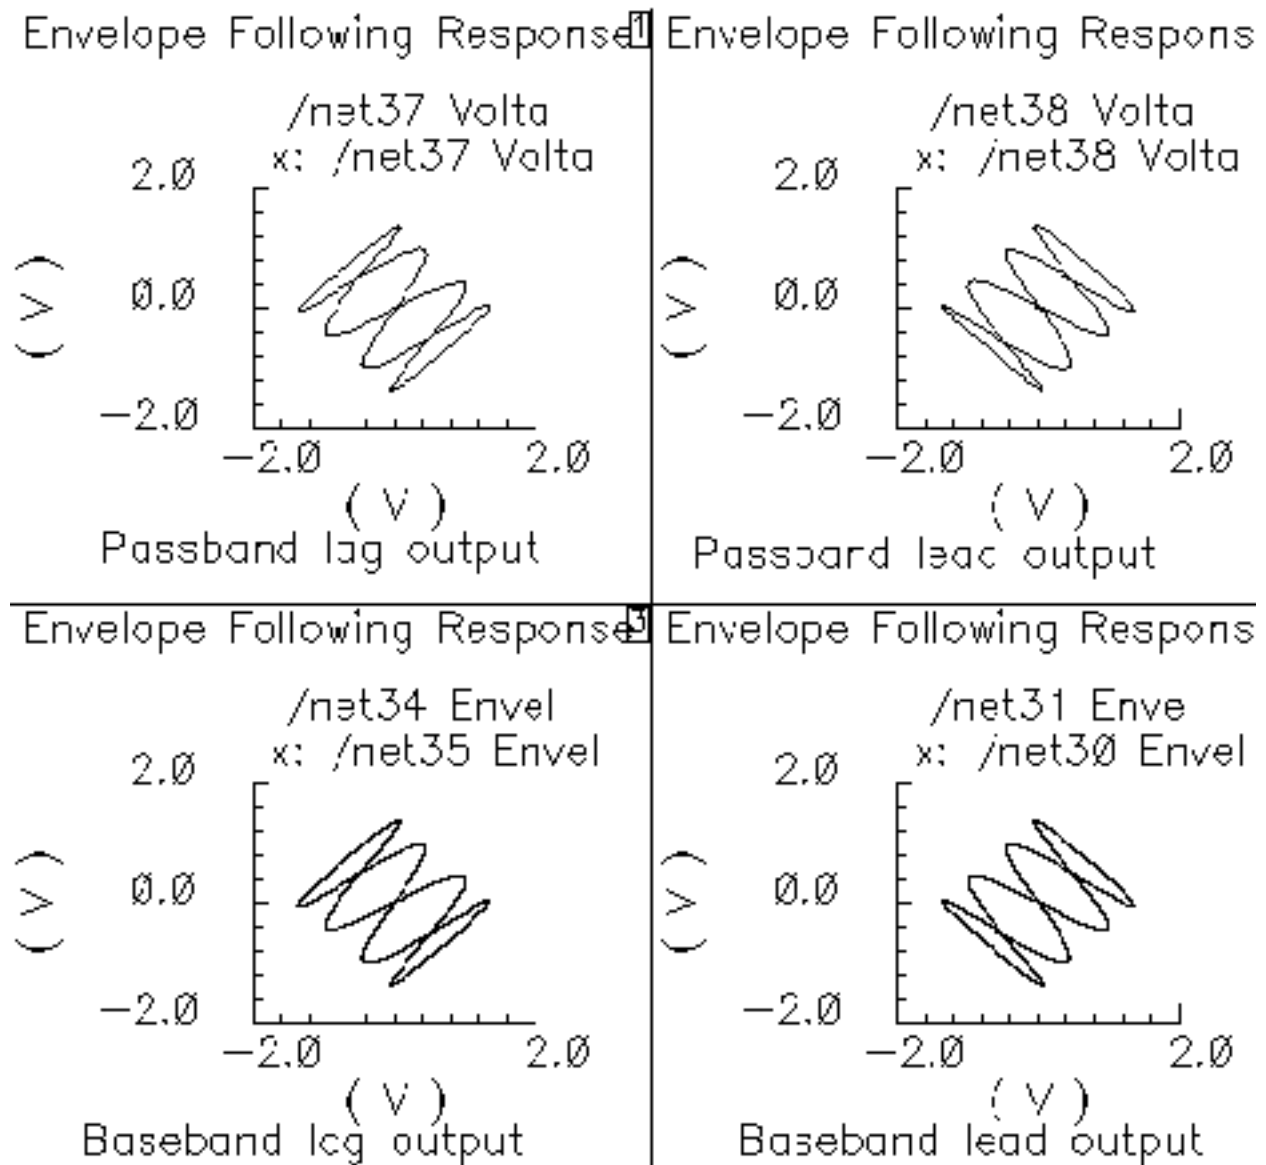 Envelope Following Response 1
/net37 Volta
x: /net37 Volta
2.0
0.0
-2.0
(V)
-2.0 2.0
(V)
Passband lag output
Envelope Following Respons
/net38 Volta
x: /net38 Volta
2.0
0.0
-2.0
(V)
-2.0 2.0
(V)
Passband lead output
Envelope Following Response 3
/net34 Envel
x: /net35 Envel
2.0
0.0
-2.0
(V)
-2.0 2.0
(V)
Baseband lag output
Envelope Following Respons
/net31 Enve
x: /net30 Envel
2.0
0.0
-2.0
(V)
-2.0 2.0
(V)
Baseband lead output